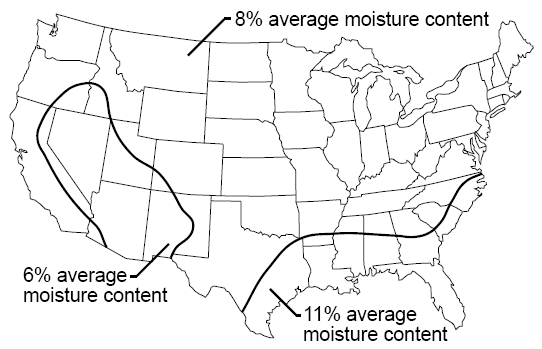 8% average moisture content
6% average
moisture content
11% average
moisture content